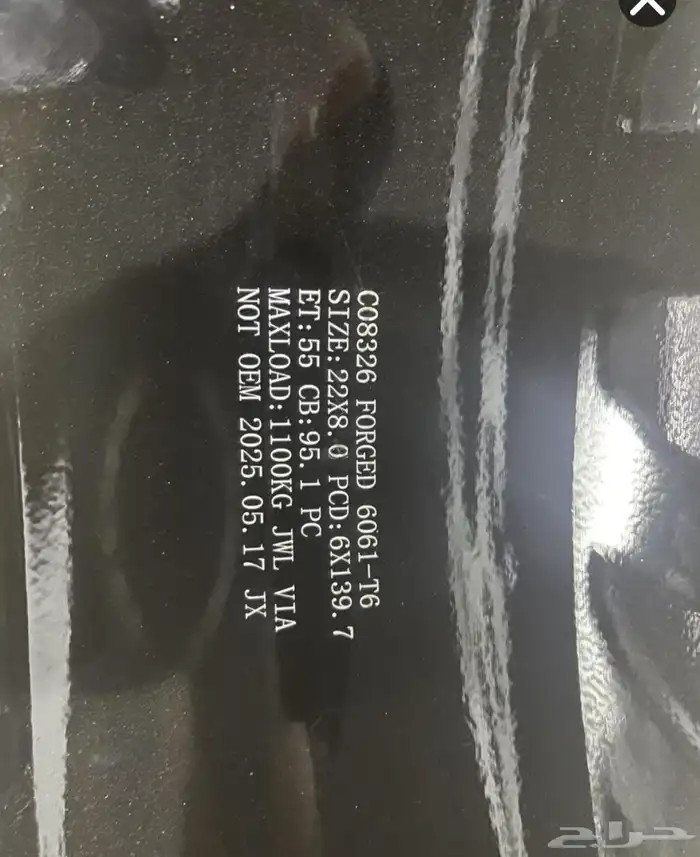 C08326 FORGED 6061-T6
SIZE:22X8.0 PCD:6X139.7
ET:55 CB:95.1 PC
MAXLOAD:1100KG JWL VIA
NOT OEM 2025.05.17 JX
حراج